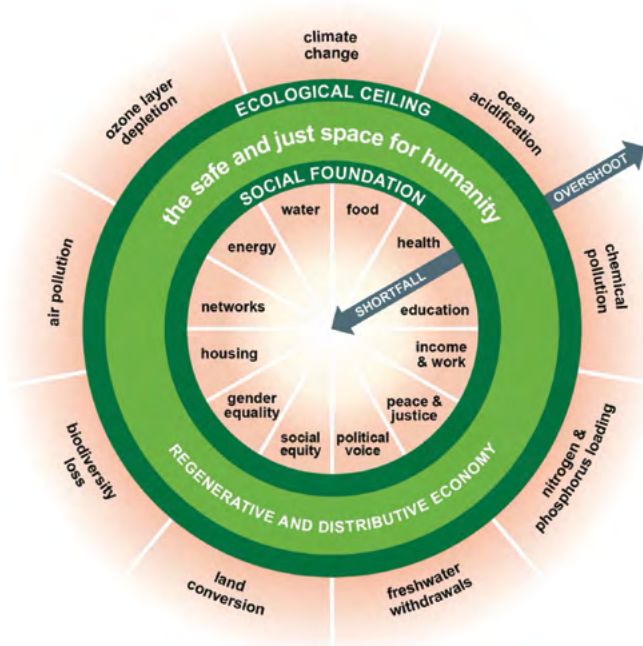 climate
change
ozone layer
depletion
ocean
acidification
ECOLOGICAL CEILING
the safe and just space for humanity
SOCIAL FOUNDATION
OVERSHOOT
water
food
energy
health
SHORTFALL
air pollution
chemical
pollution
networks
education
housing
income
& work
gender
equality
peace &
justice
social
equity
political
voice
REGENERATIVE AND DISTRIBUTIVE ECONOMY
biodiversity
loss
nitrogen &
phosphorus loading
land
conversion
freshwater
withdrawals